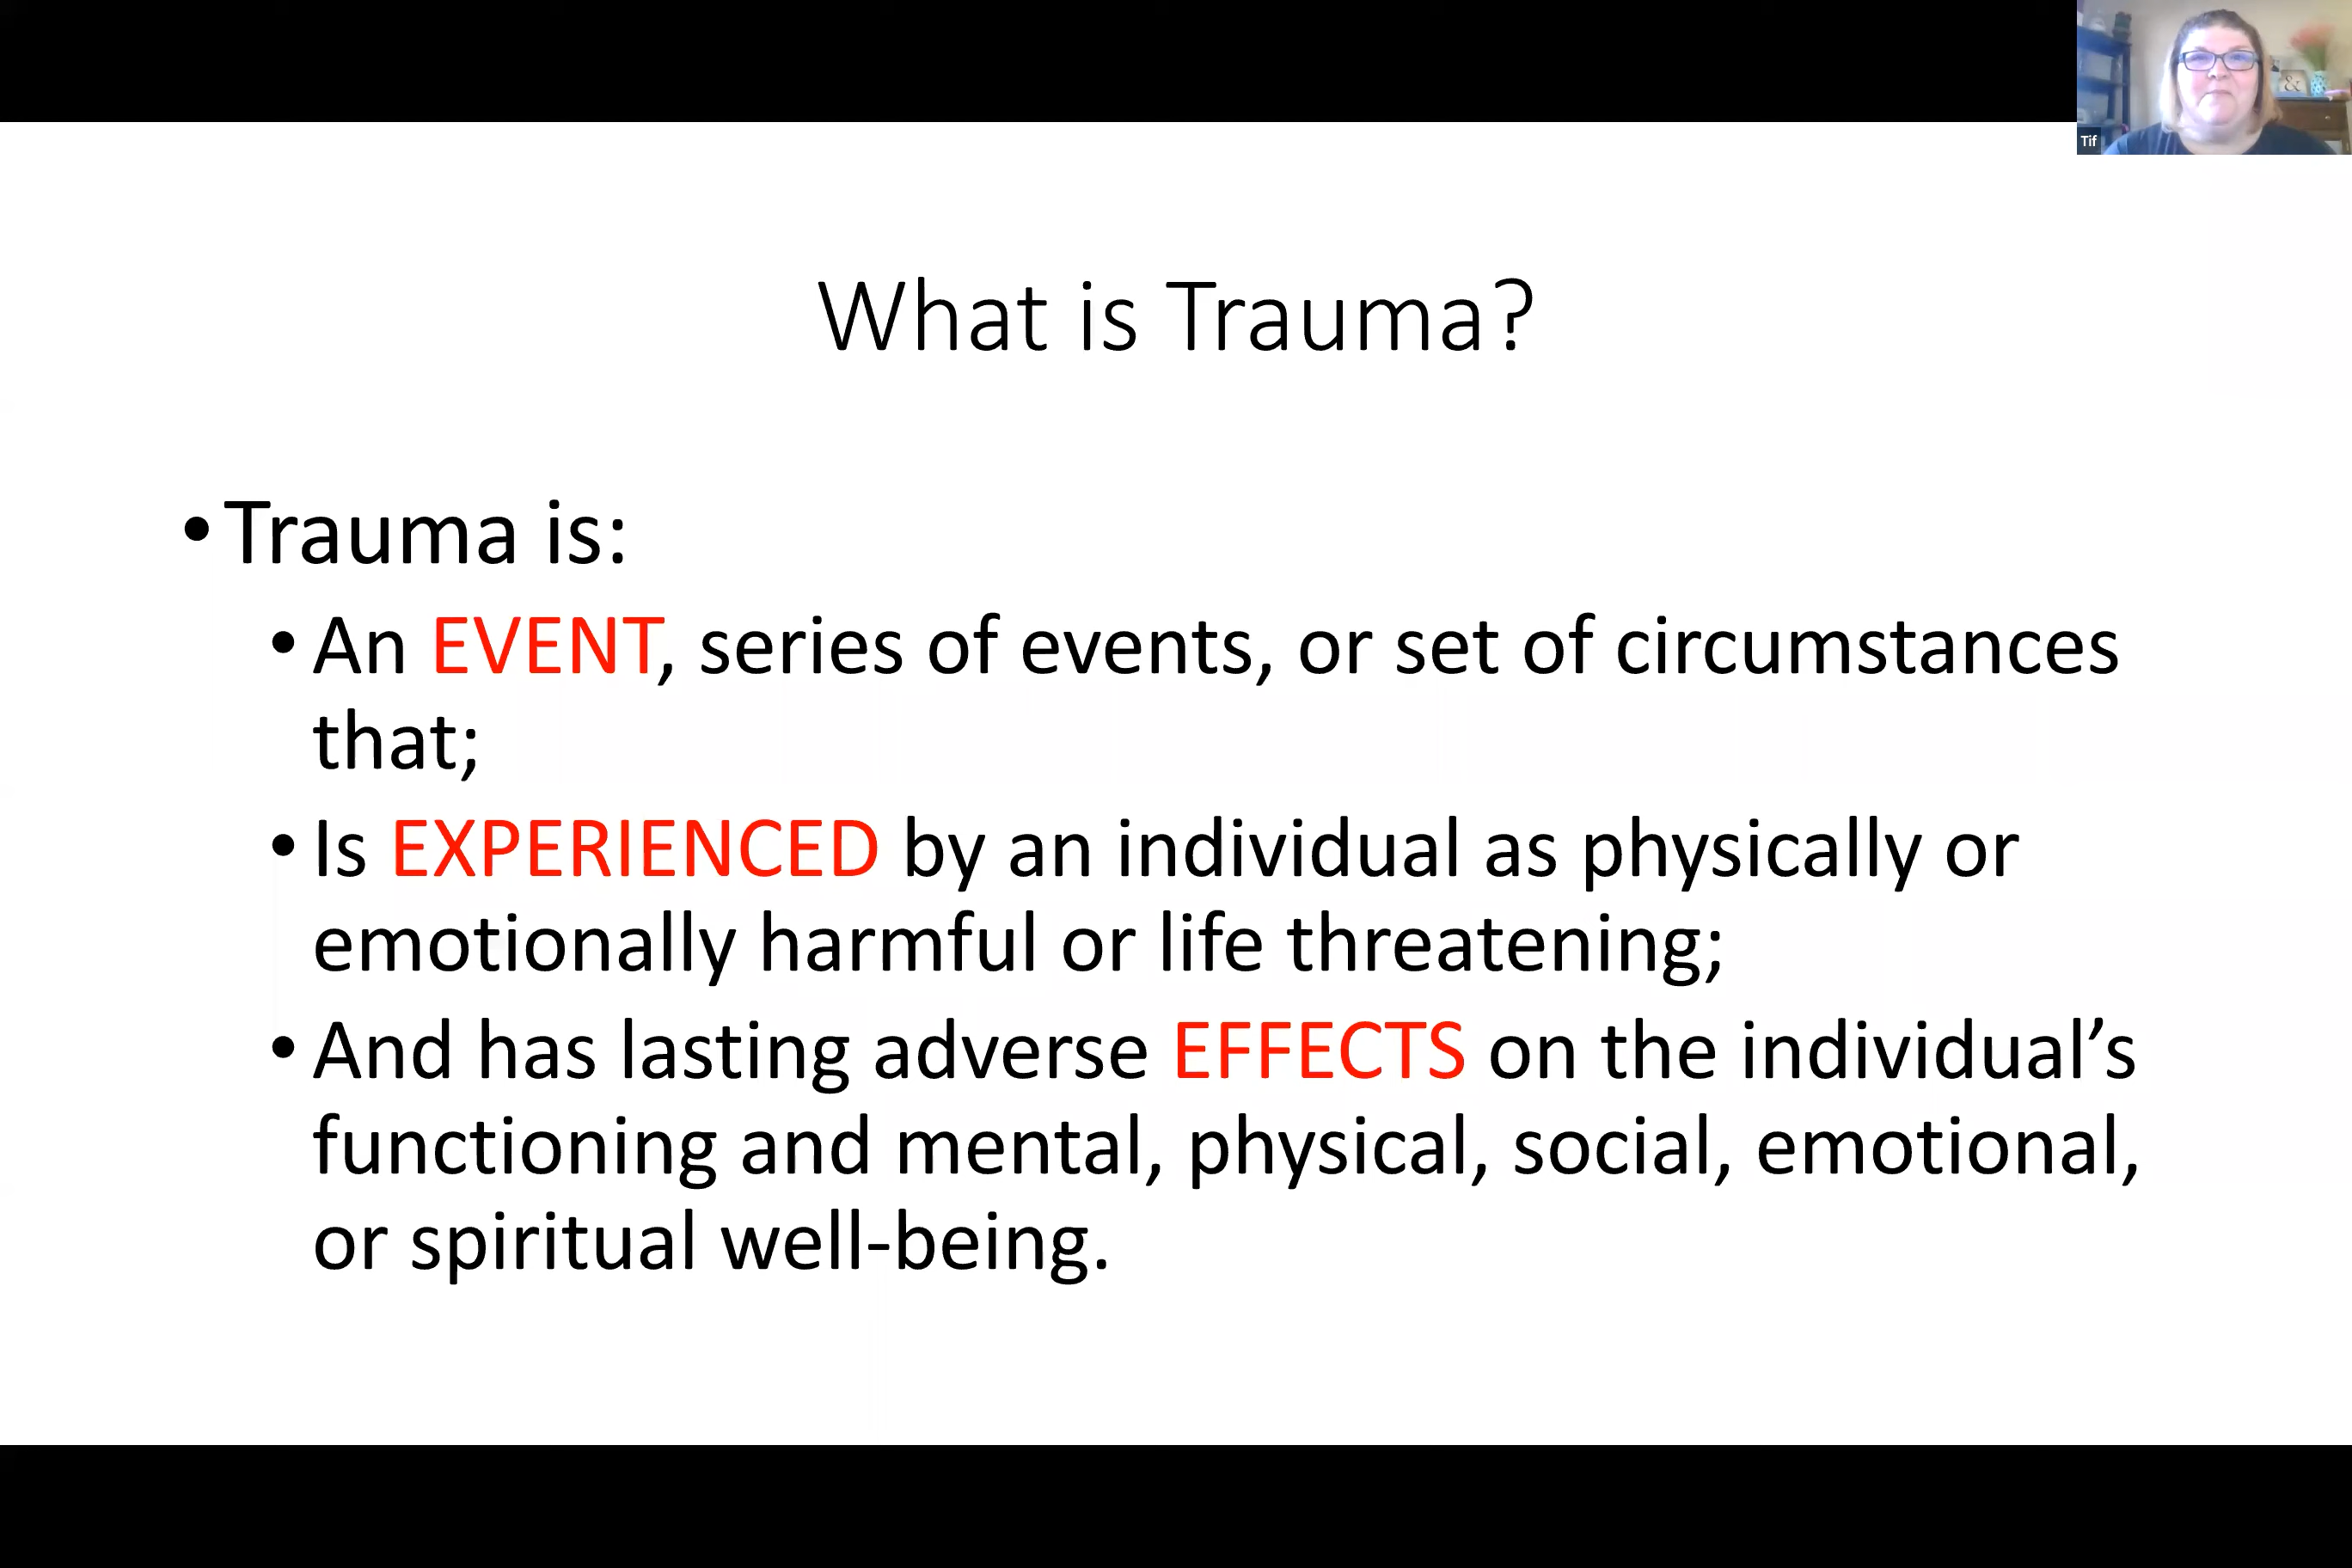 Tif
&
What is Trauma?
•Trauma is:
•An EVENT, series of events, or set of circumstances
that;
•Is EXPERIENCED by an individual as physically or
emotionally harmful or life threatening;
•And has lasting adverse EFFECTS on the individual’s
functioning and mental, physical, social, emotional,
or spiritual well-being.